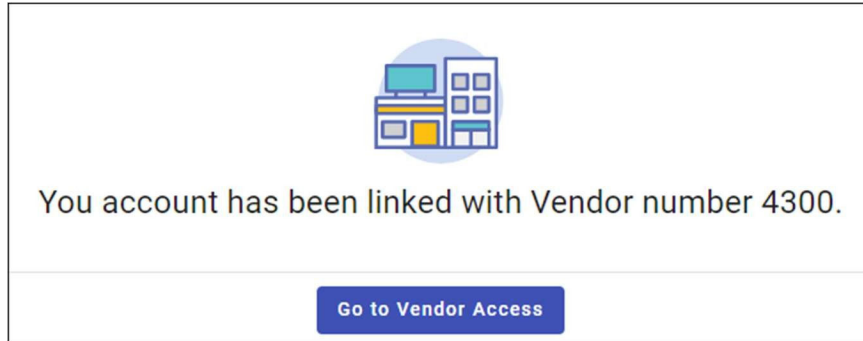 You account has been linked with Vendor number 4300.
Go to Vendor Access